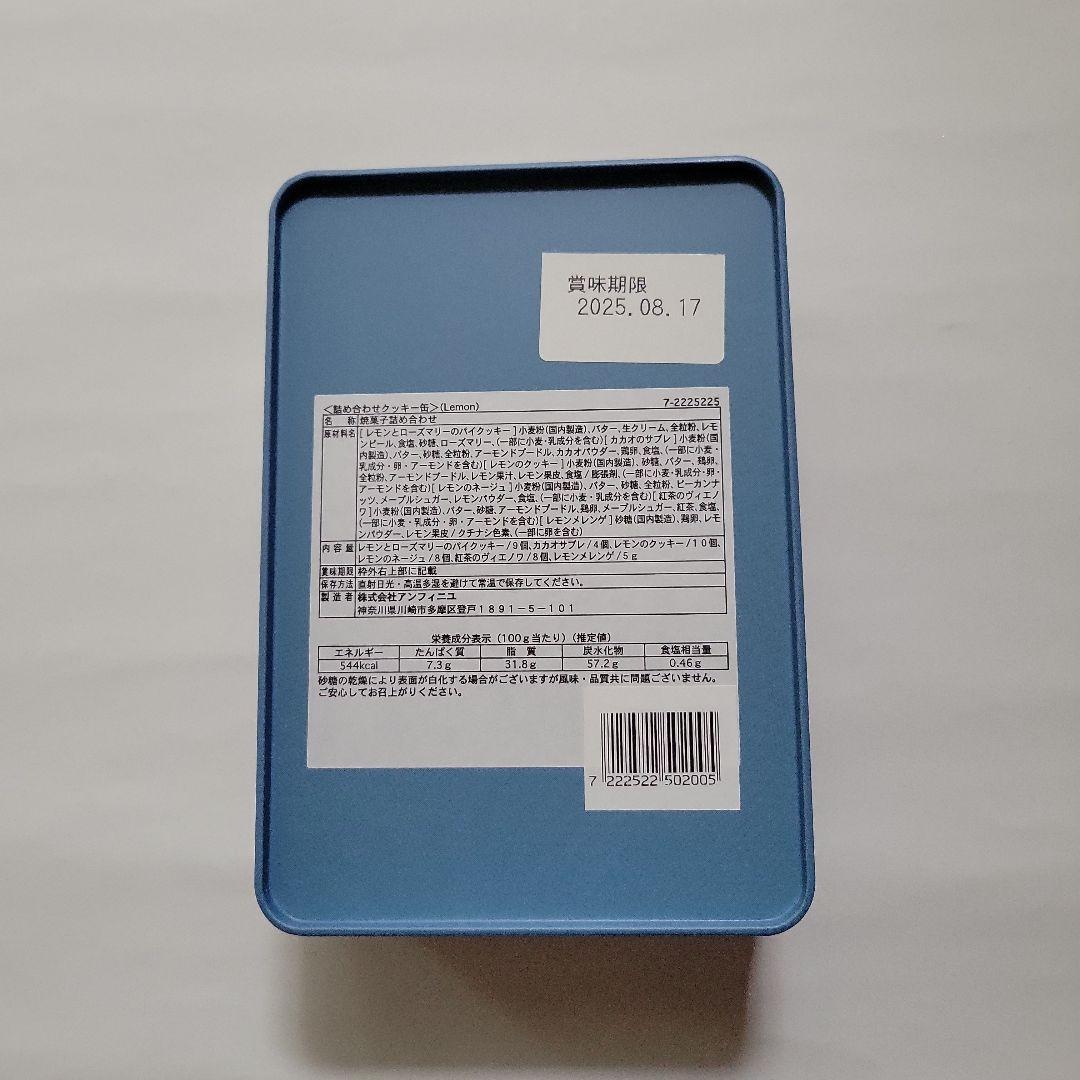 賞味期限
2025.08.17
＜詰め合わせクッキー缶＞(Lemon) 7-2225225
名 称 焼菓子詰め合わせ
原材料名 [レモンとローズマリーのパイクッキー]小麦粉(国内製造)、バター、生クリーム、全粒粉、レモ
ンピール、食塩、砂糖、ローズマリー、(一部に小麦・乳成分を含む)[カカオのサブレ]小麦粉(国
内製造)、バター、砂糖、全粒粉、アーモンドプードル、カカオパウダー、鶏卵、食塩、(一部に小麦・
乳成分・卵・アーモンドを含む)[レモンのクッキー]小麦粉(国内製造)、砂糖、バター、鶏卵、
全粒粉、アーモンドプードル、レモン果汁、レモン果皮、食塩/膨張剤、(一部に小麦・乳成分・卵・
アーモンドを含む)[レモンのネージュ]小麦粉(国内製造)、バター、砂糖、全粒粉、ピーカンナ
ッツ、メープルシュガー、レモンパウダー、食塩、(一部に小麦・乳成分を含む)[紅茶のヴィエノ
ワ]小麦粉(国内製造)、バター、砂糖、アーモンドプードル、鶏卵、メープルシュガー、紅茶、食塩、
(一部に小麦・乳成分・卵・アーモンドを含む)[レモンメレンゲ]砂糖(国内製造)、鶏卵、レモ
ンパウダー、レモン果皮/クチナシ色素、(一部に卵を含む)
内容量 レモンとローズマリーのパイクッキー/9個、カカオサブレ/4個、レモンのクッキー/10個、
レモンのネージュ/8個、紅茶のヴィエノワ/8個、レモンメレンゲ/5g
賞味期限 枠外右上部に記載
保存方法 直射日光・高温多湿を避けて常温で保存してください。
製造者 株式会社アンフィニユ
神奈川県川崎市多摩区登戸1891-5-101
栄養成分表示(100g当たり)(推定値)
エネルギー たんぱく質 脂 質 炭水化物 食塩相当量
544kcal 7.3g 31.8g 57.2g 0.46g
砂糖の乾燥により表面が白化する場合がございますが風味・品質共に問題ございません。
ご安心してお召上がりください。
7 222522 502005